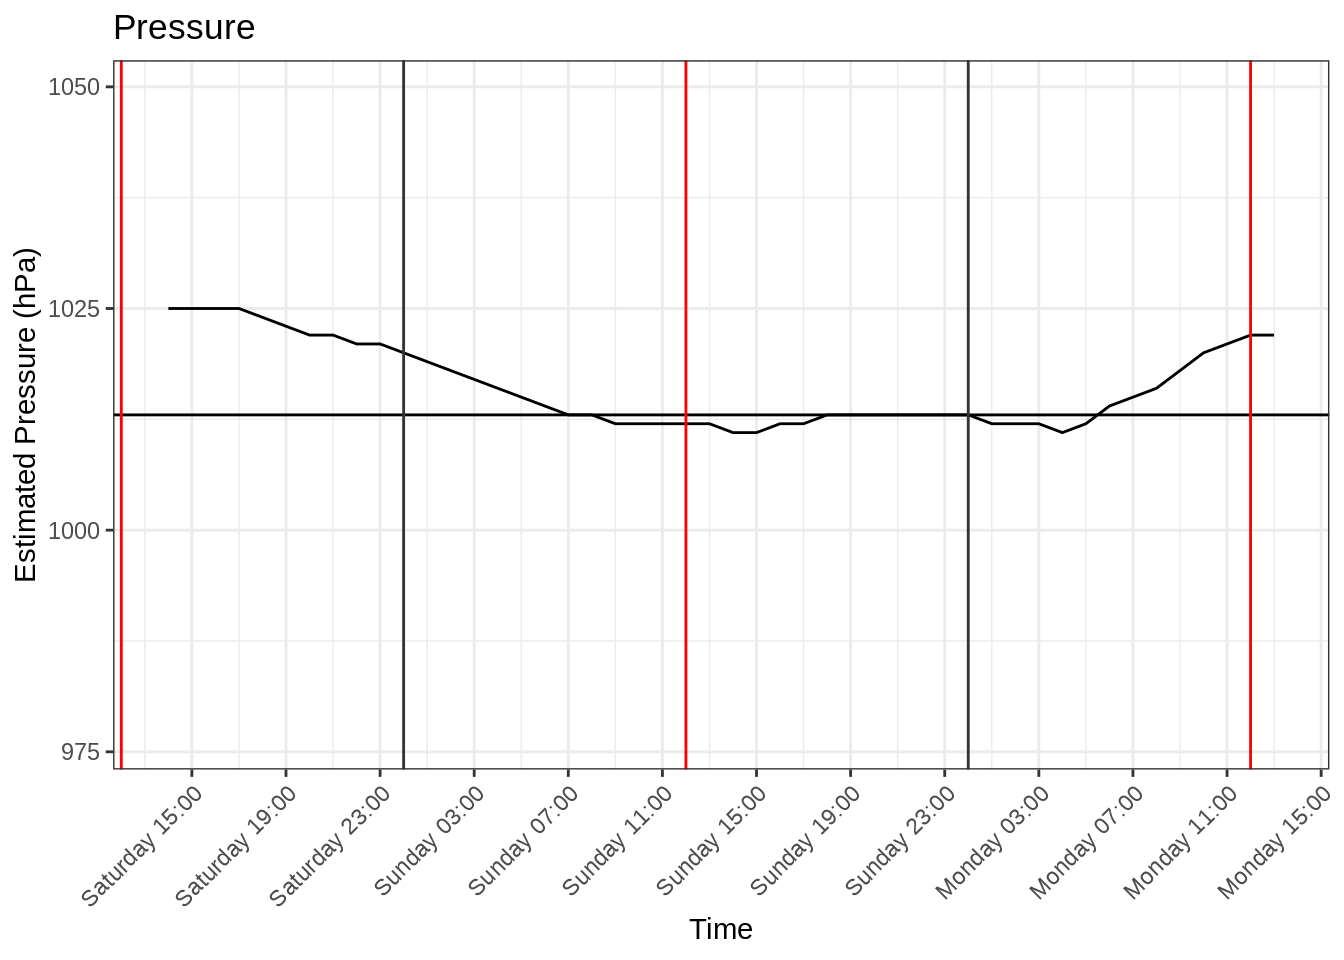 Pressure
Estimated Pressure (hPa)
1050
1025
1000
975
Saturday 15:00
Saturday 19:00
Saturday 23:00
Sunday 03:00
Sunday 07:00
Sunday 11:00
Sunday 15:00
Sunday 19:00
Sunday 23:00
Monday 03:00
Monday 07:00
Monday 11:00
Monday 15:00
Time